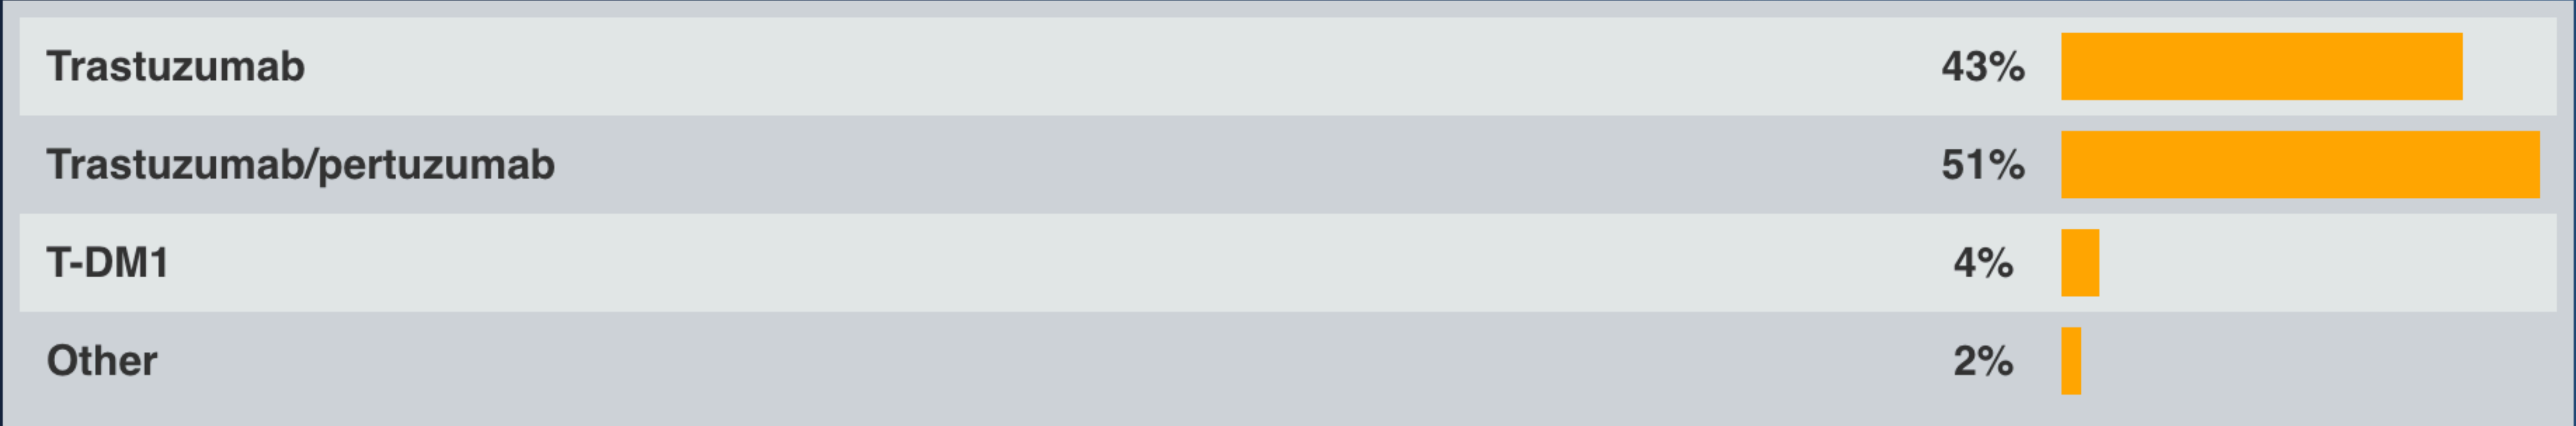 Trastuzumab 43%
Trastuzumab/pertuzumab 51%
T-DM1 4%
Other 2%